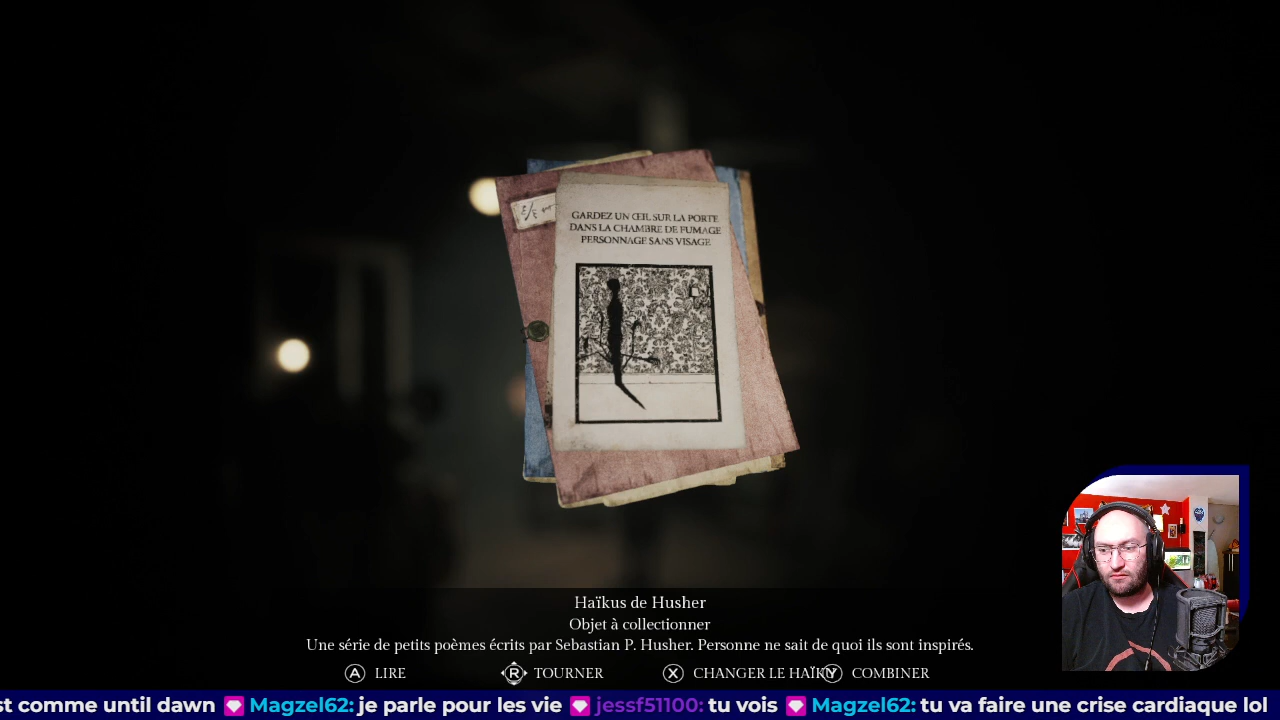 GARDEZ UN ŒIL SUR LA PORTE
DANS LA CHAMBRE DE FUMAGE
PERSONNAGE SANS VISAGE
Haïkus de Husher
Objet à collectionner
Une série de petits poèmes écrits par Sebastian P. Husher. Personne ne sait de quoi ils sont inspirés.
A LIRE R TOURNER X CHANGER LE HAÏKU Y COMBINER
st comme until dawn Magzel62: je parle pour les vie jessf51100: tu vois Magzel62: tu va faire une crise cardiaque lol